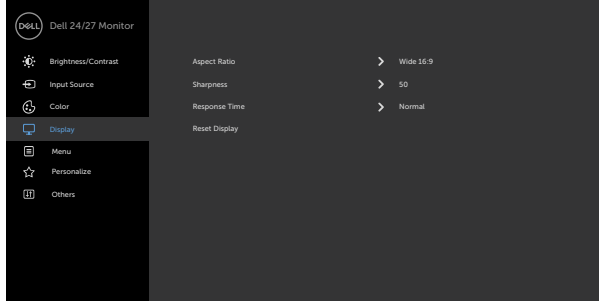 DELL Dell 24/27 Monitor
Brightness/Contrast
Input Source
Color
Display
Menu
Personalize
Others
Aspect Ratio Wide 16:9
Sharpness 50
Response Time Normal
Reset Display